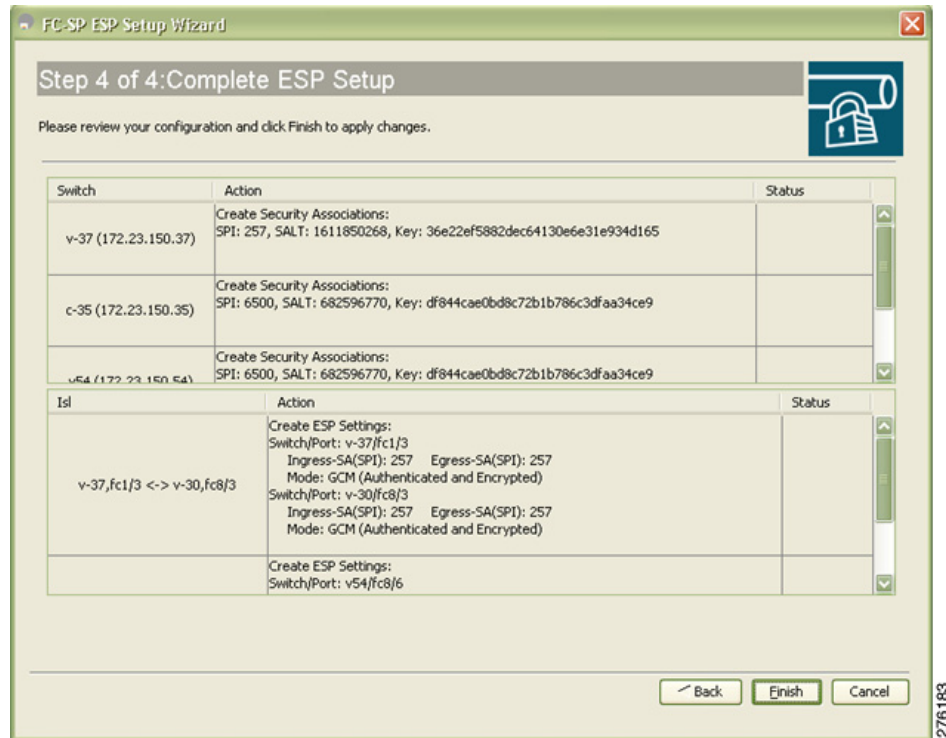 FC-SP ESP Setup Wizard
Step 4 of 4:Complete ESP Setup
Please review your configuration and click Finish to apply changes.
Switch Action Status
v-37 (172.23.150.37)
Create Security Associations:
SPI: 257, SALT: 1611850268, Key: 36e22ef5882dec64130e6e31e934d165
c-35 (172.23.150.35)
Create Security Associations:
SPI: 6500, SALT: 682596770, Key: df844cae0bd8c72b1b786c3dfaa34ce9
v54 (172.23.150.54)
Create Security Associations:
SPI: 6500, SALT: 682596770, Key: df844cae0bd8c72b1b786c3dfaa34ce9
Isl Action Status
v-37,fc1/3 <-> v-30,fc8/3
Create ESP Settings:
Switch/Port: v-37/fc1/3
Ingress-SA(SPI): 257 Egress-SA(SPI): 257
Mode: GCM (Authenticated and Encrypted)
Switch/Port: v-30/fc8/3
Ingress-SA(SPI): 257 Egress-SA(SPI): 257
Mode: GCM (Authenticated and Encrypted)
Create ESP Settings:
Switch/Port: v54/fc8/6
Back Finish Cancel
276183